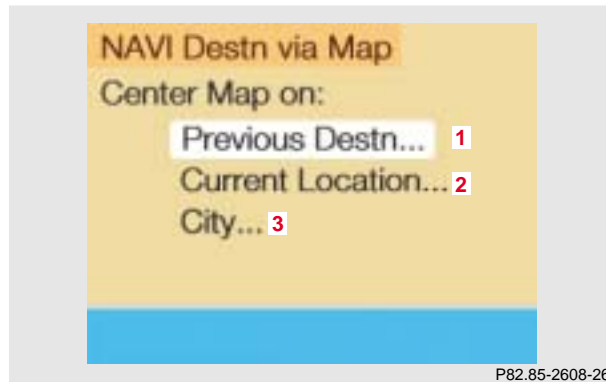 NAVI Destn via Map
Center Map on:
Previous Destn... 1
Current Location... 2
City... 3
P82.85-2608-26